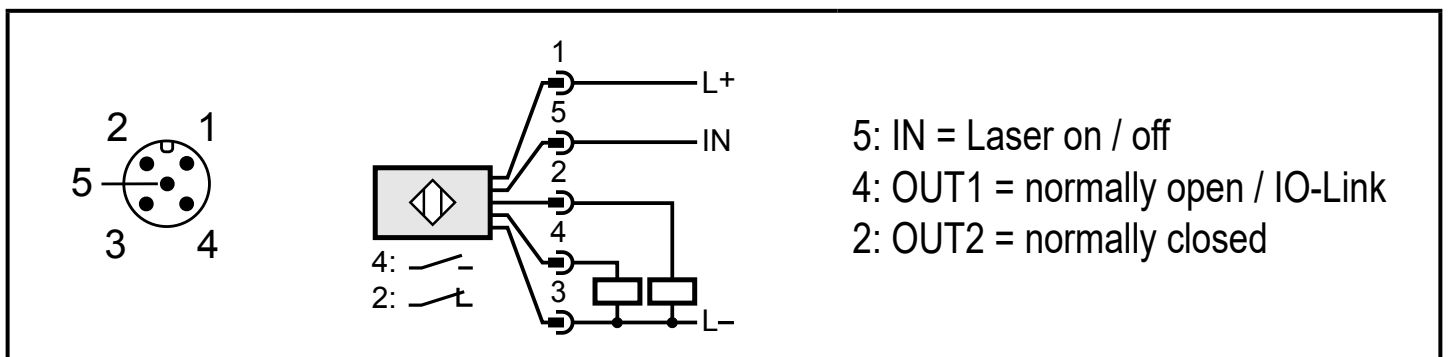 2 1
5
3 4
1
L+
5
IN
2
4
3
L–
4:
2:
5: IN = Laser on / off
4: OUT1 = normally open / IO-Link
2: OUT2 = normally closed